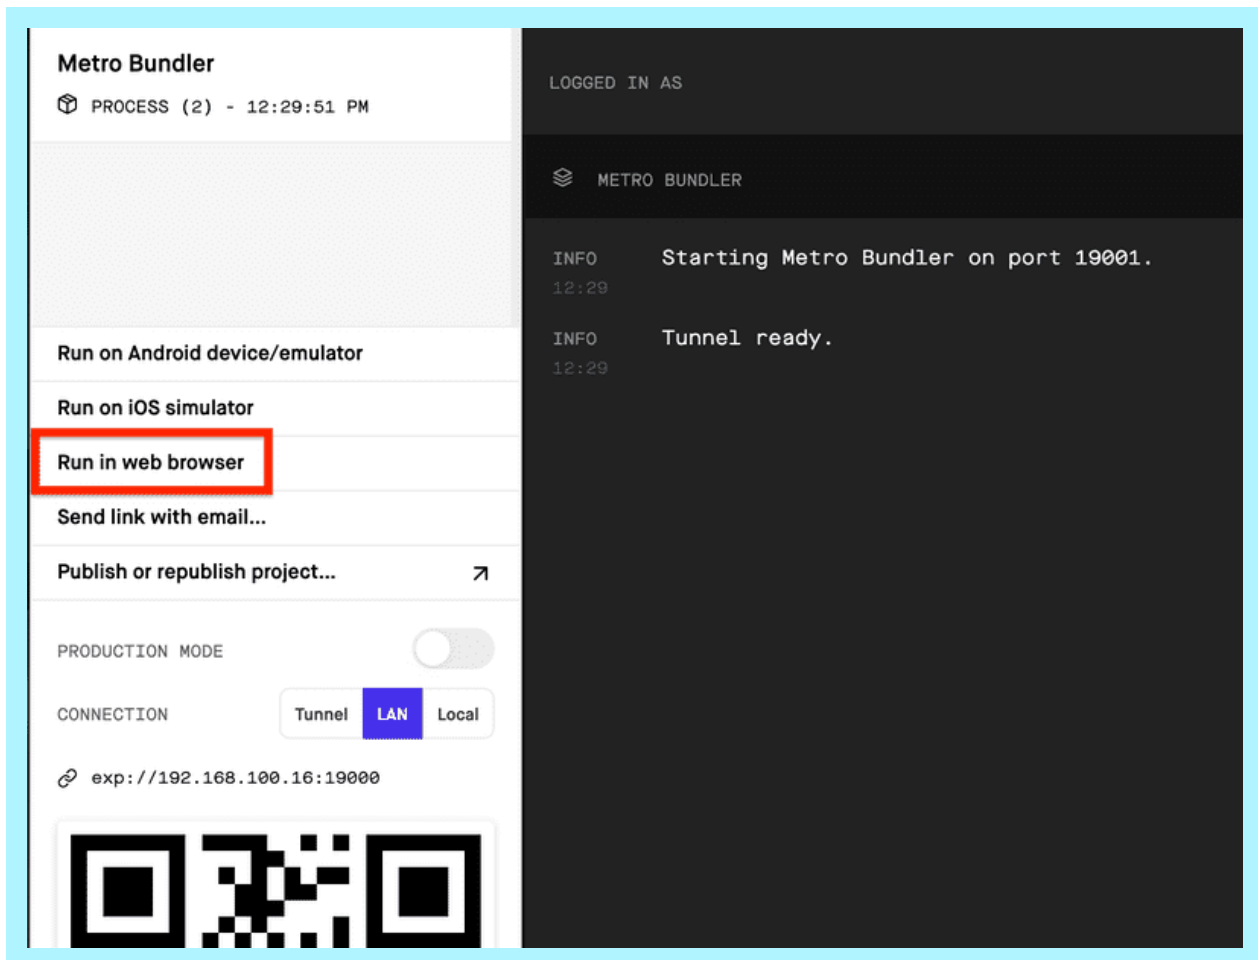 Metro Bundler
PROCESS (2) - 12:29:51 PM
Run on Android device/emulator
Run on iOS simulator
Run in web browser
Send link with email...
Publish or republish project...
PRODUCTION MODE
CONNECTION
Tunnel LAN Local
exp://192.168.100.16:19000
LOGGED IN AS
METRO BUNDLER
INFO Starting Metro Bundler on port 19001.
12:29
INFO Tunnel ready.
12:29